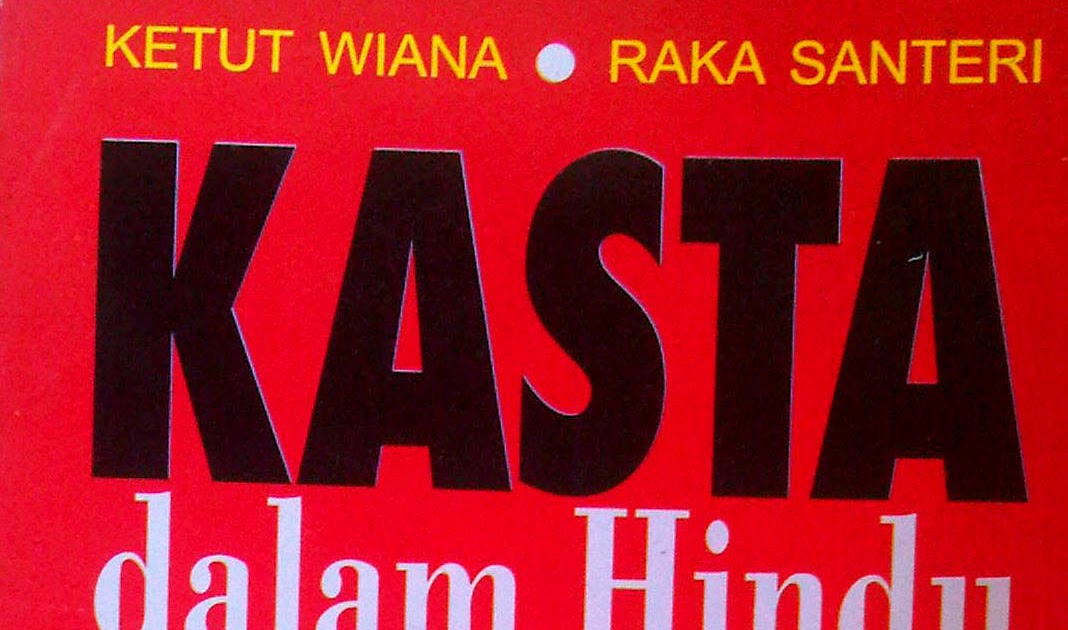 KETUT WIANA ● RAKA SANTERI
KASTA
dalam Hindu